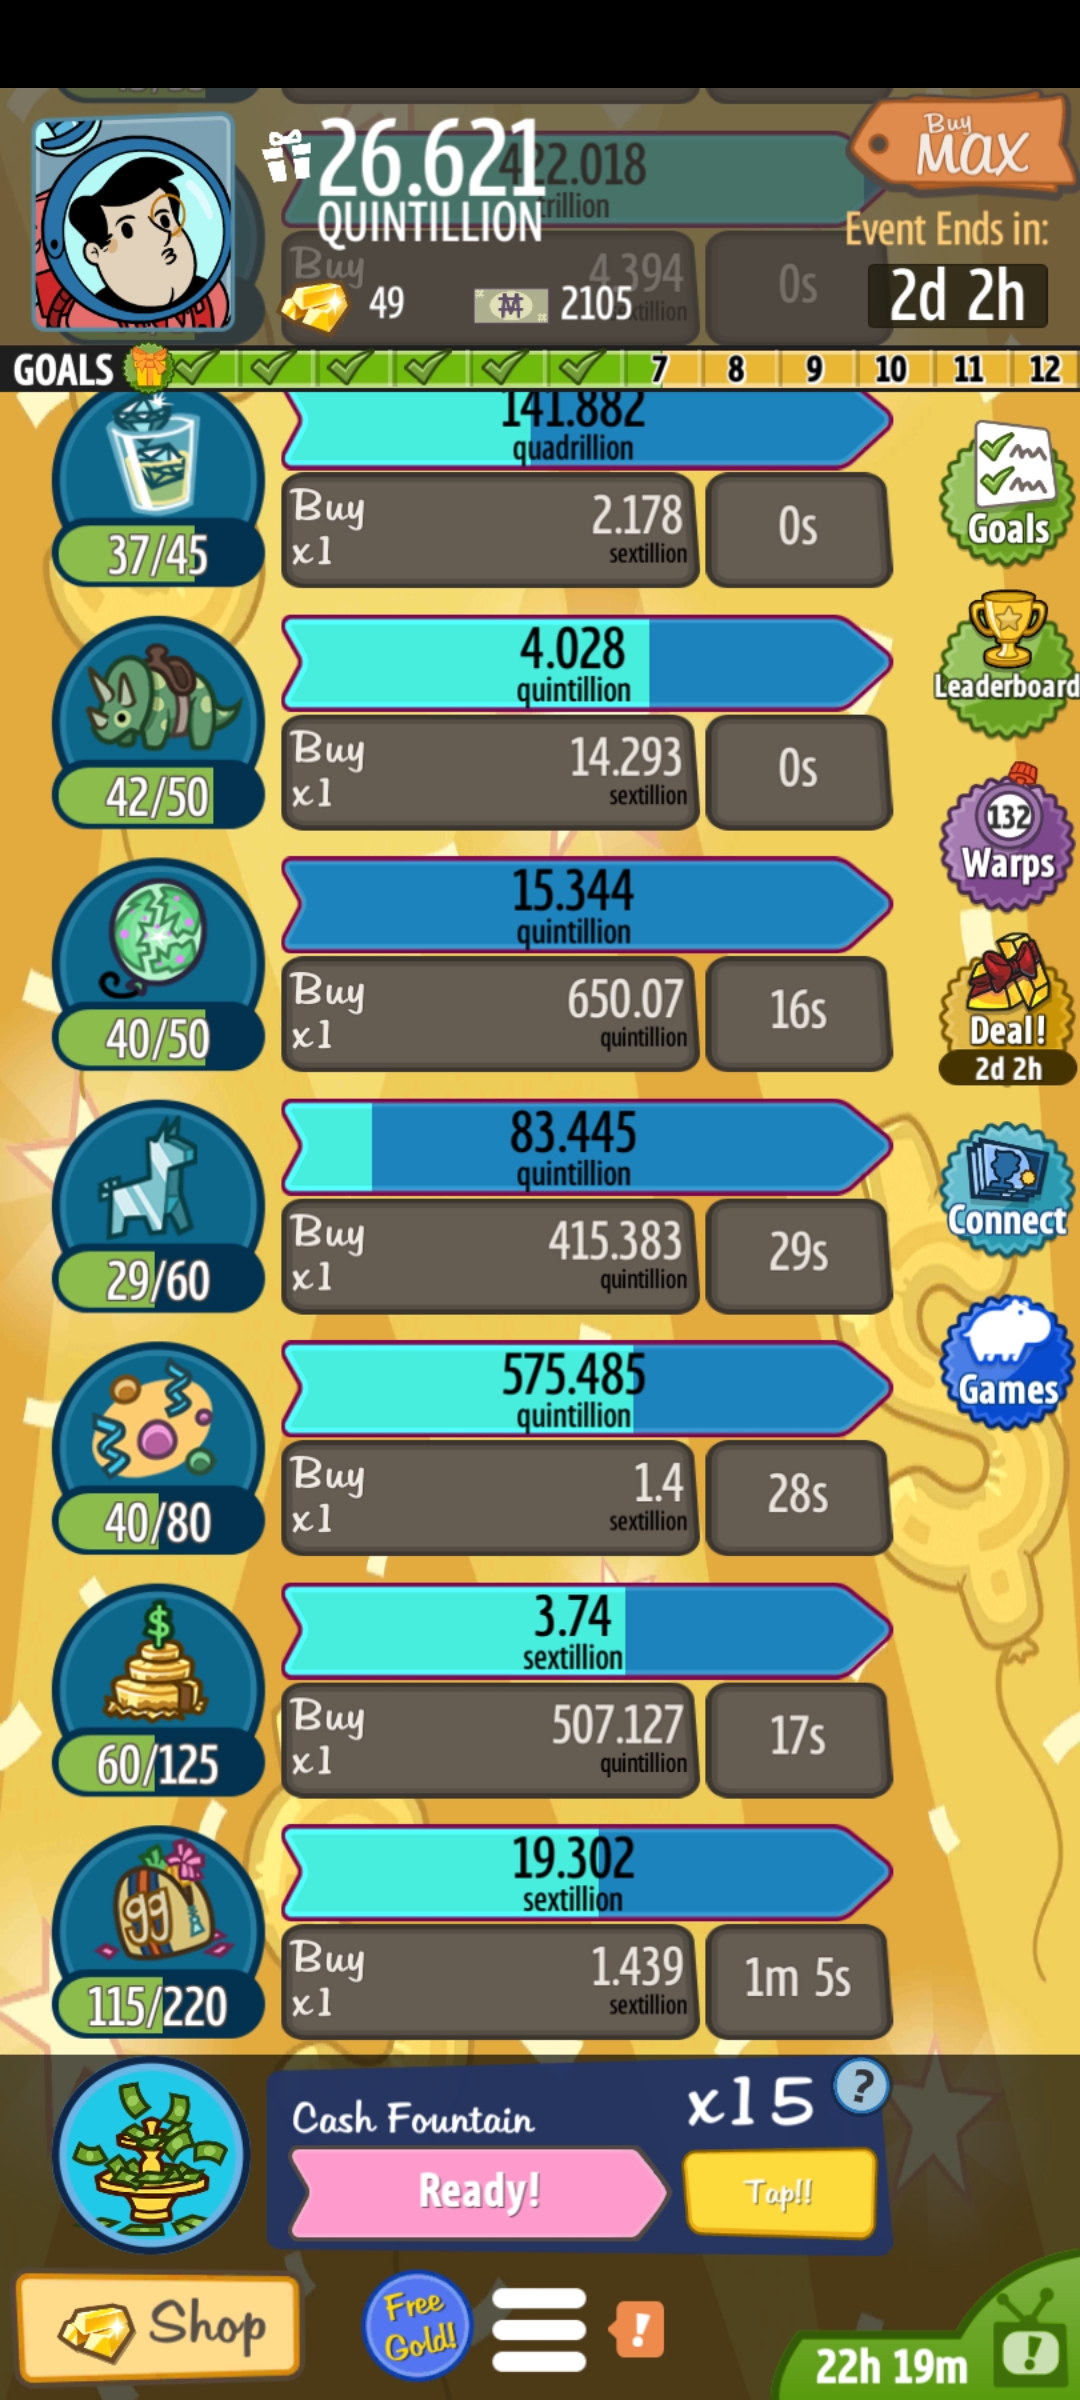 26.621
QUINTILLION
422.018
trillion
Buy
MAX
Event Ends in:
2d 2h
Buy
4.394
0s
49
2105
GOALS 7 8 9 10 11 12
141.882
quadrillion
37/45
Buy
x1
2.178
sextillion
0s
Goals
4.028
quintillion
42/50
Buy
x1
14.293
sextillion
0s
Leaderboard
15.344
quintillion
40/50
Buy
x1
650.07
quintillion
16s
132
Warps
Deal!
2d 2h
83.445
quintillion
29/60
Buy
x1
415.383
quintillion
29s
Connect
575.485
quintillion
40/80
Buy
x1
1.4
sextillion
28s
Games
3.74
sextillion
60/125
Buy
x1
507.127
quintillion
17s
19.302
sextillion
gg
115/220
Buy
x1
1.439
sextillion
1m 5s
Cash Fountain
x15
?
Ready!
Tap!!
Shop
Free
Gold!
!
22h 19m
!